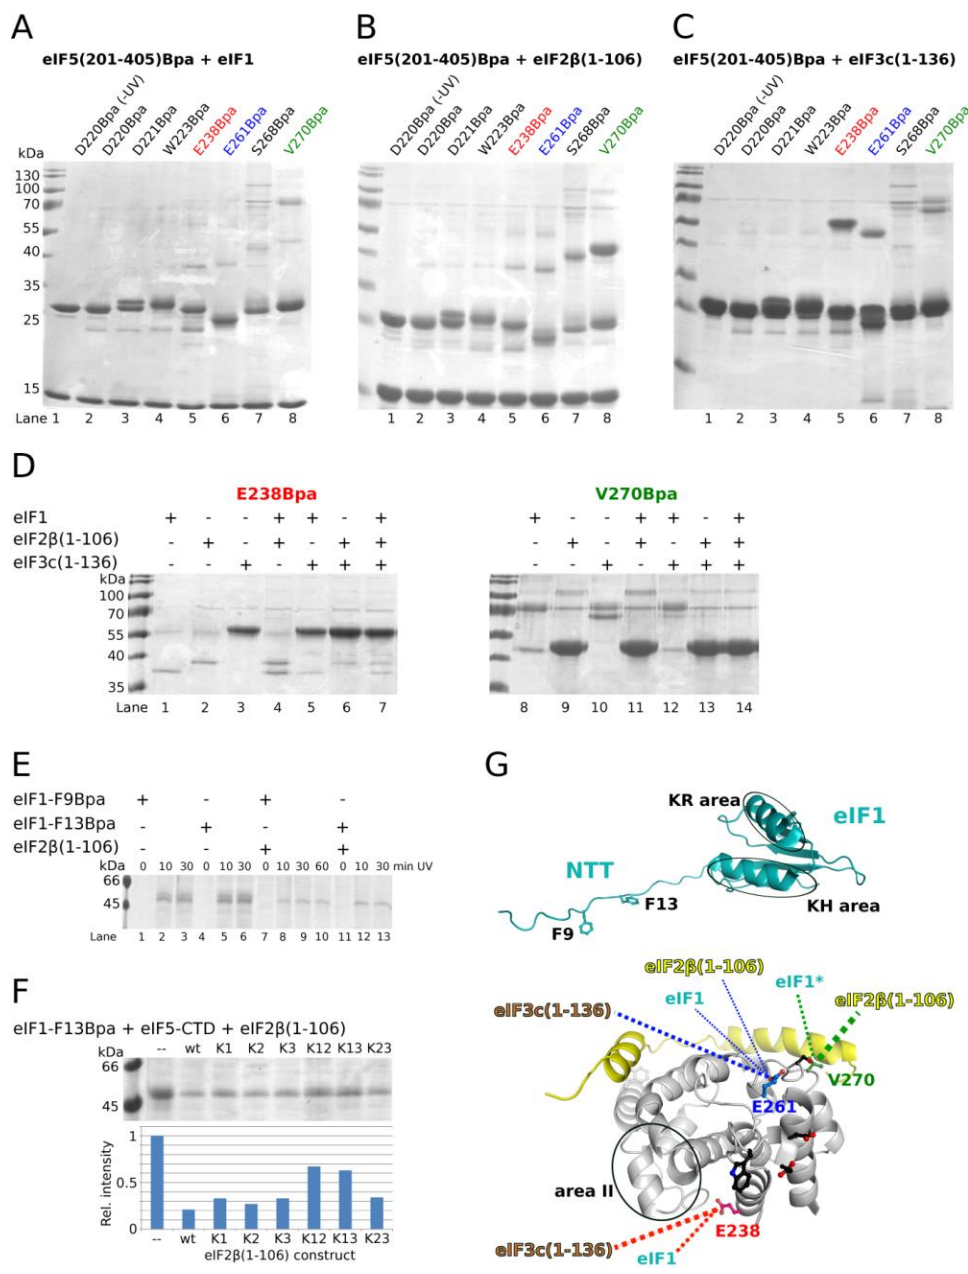 A
eIF5(201-405)Bpa + eIF1
D220Bpa (-UV)
D220Bpa
D221Bpa
W223Bpa
E238Bpa
E261Bpa
S268Bpa
V270Bpa
kDa
130
100
70
55
40
35
25
15
Lane 1 2 3 4 5 6 7 8
B
eIF5(201-405)Bpa + eIF2β(1-106)
D220Bpa (-UV)
D220Bpa
D221Bpa
W223Bpa
E238Bpa
E261Bpa
S268Bpa
V270Bpa
1 2 3 4 5 6 7 8
C
eIF5(201-405)Bpa + eIF3c(1-136)
D220Bpa (-UV)
D220Bpa
D221Bpa
W223Bpa
E238Bpa
E261Bpa
S268Bpa
V270Bpa
1 2 3 4 5 6 7 8
D
E238Bpa
V270Bpa
eIF1 + - - + + - + + - - + + - +
eIF2β(1-106) - + - + - + + - + - + - + +
eIF3c(1-136) - - + - + + + - - + - + + +
kDa
100
70
55
40
35
Lane 1 2 3 4 5 6 7
8 9 10 11 12 13 14
E
eIF1-F9Bpa + - + -
eIF1-F13Bpa - + - +
eIF2β(1-106) - - + +
kDa 0 10 30 0 10 30 0 10 30 60 0 10 30 min UV
66
45
Lane 1 2 3 4 5 6 7 8 9 10 11 12 13
F
eIF1-F13Bpa + eIF5-CTD + eIF2β(1-106)
kDa -- wt K1 K2 K3 K12 K13 K23
66
45
Rel. intensity
1
0.5
0
-- wt K1 K2 K3 K12 K13 K23
eIF2β(1-106) construct
G
KR area
eIF1
NTT
F13
KH area
F9
eIF2β(1-106)
eIF1*
eIF3c(1-136)
eIF1
eIF2β(1-106)
V270
E261
area II
E238
eIF3c(1-136)
eIF1